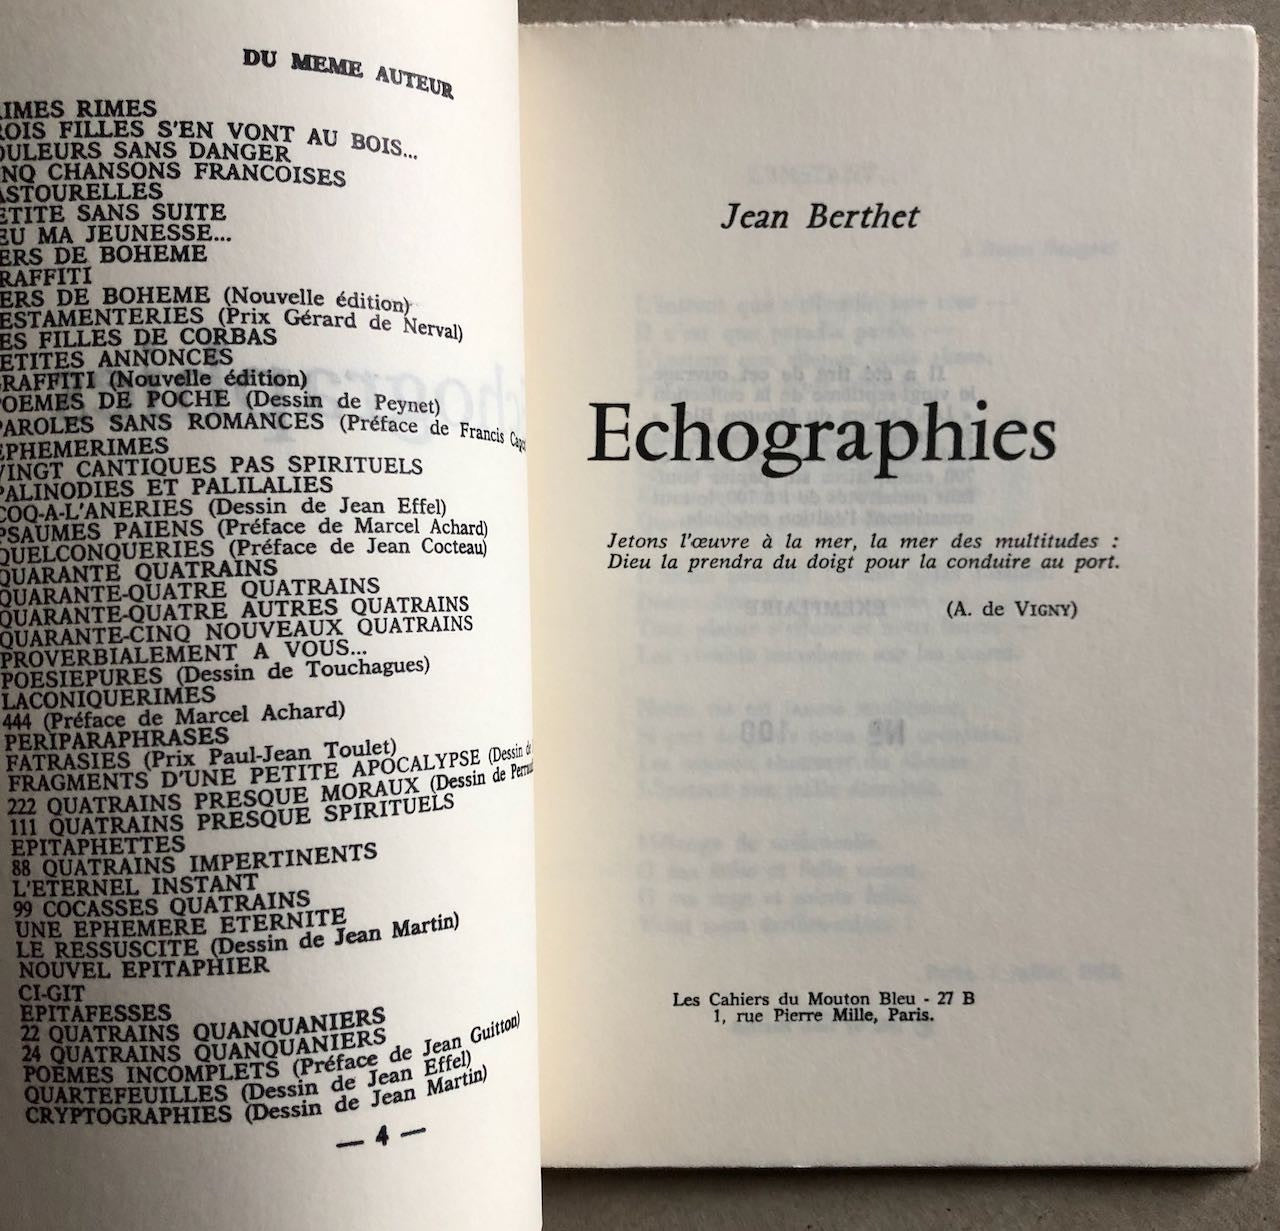 DU MEME AUTEUR
IMES RIMES
OIS FILLES S'EN VONT AU BOIS...
OULEURS SANS DANGER
NQ CHANSONS FRANCOISES
ASTOURELLES
ETITE SANS SUITE
EU MA JEUNESSE...
ERS DE BOHEME
RAFFITI
ERS DE BOHEME (Nouvelle édition)
ESTAMENTERIES (Prix Gérard de Nerval)
ES FILLES DE CORBAS
ETITES ANNONCES
GRAFFITI (Nouvelle édition)
POEMES DE POCHE (Dessin de Peynet)
PAROLES SANS ROMANCES (Préface de Francis
EPHEMERIMES
VINGT CANTIQUES PAS SPIRITUELS
PALINODIES ET PALILALIES
COQ-A-L'ANERIES (Dessin de Jean Effel)
PSAUMES PAIENS (Préface de Marcel Achard)
QUELCONQUERIES (Préface de Jean Cocteau)
QUARANTE QUATRAINS
QUARANTE-QUATRE QUATRAINS
QUARANTE-QUATRE AUTRES QUATRAINS
QUARANTE-CINQ NOUVEAUX QUATRAINS
PROVERBIALEMENT A VOUS...
POESIEPURES (Dessin de Touchagues)
LACONIQUERIMES
444 (Préface de Marcel Achard)
PERIPARAPHRASES
FATRASIES (Prix Paul-Jean Toulet)
FRAGMENTS D'UNE PETITE APOCALYPSE (Dessin de
222 QUATRAINS PRESQUE MORAUX (Dessin de
111 QUATRAINS PRESQUE SPIRITUELS
EPITAPHETTES
88 QUATRAINS IMPERTINENTS
L'ETERNEL INSTANT
99 COCASSES QUATRAINS
UNE EPHEMERE ETERNITE
LE RESSUSCITE (Dessin de Jean Martin)
NOUVEL EPITAPHIER
CI-GIT
EPITAFESSES
22 QUATRAINS QUANQUANIERS
24 QUATRAINS QUANQUANIERS
POEMES INCOMPLETS (Préface de Jean Guitton)
QUARTEFEUILLES (Dessin de Jean Effel)
CRYPTOGRAPHIES (Dessin de Jean Martin)
— 4 —
Jean Berthet
Echographies
Jetons l'œuvre à la mer, la mer des multitudes :
Dieu la prendra du doigt pour la conduire au port.
(A. de VIGNY)
Les Cahiers du Mouton Bleu - 27 B
1, rue Pierre Mille, Paris.